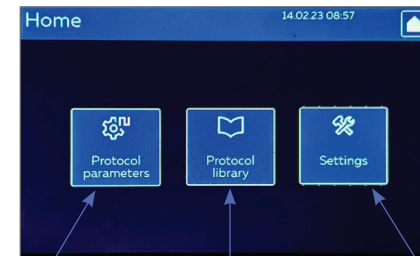 Home
14.02.23 08:57
Protocol
parameters
Protocol
library
Settings